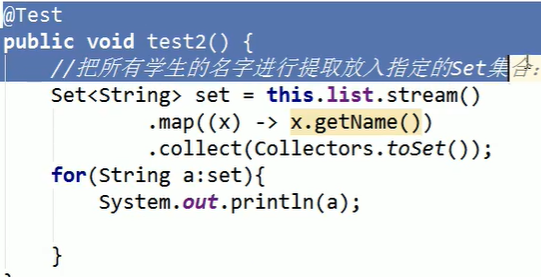 @Test
public void test2() {
//把所有学生的名字进行提取放入指定的Set集合:
Set<String> set = this.list.stream()
.map((x) -> x.getName())
.collect(Collectors.toSet());
for(String a:set){
System.out.println(a);
}